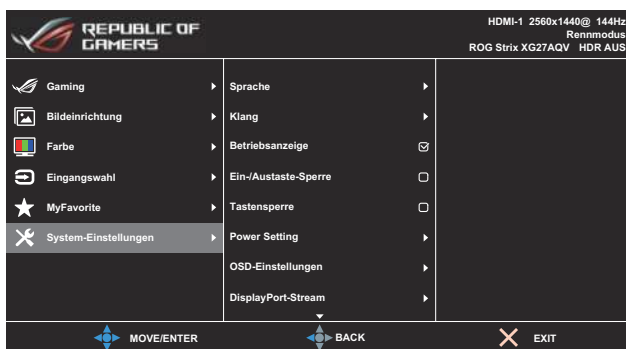 REPUBLIC OF
GAMERS
HDMI-1 2560x1440@ 144Hz
Rennmodus
ROG Strix XG27AQV HDR AUS
Gaming
Bildeinrichtung
Farbe
Eingangswahl
MyFavorite
System-Einstellungen
Sprache
Klang
Betriebsanzeige
Ein-/Austaste-Sperre
Tastensperre
Power Setting
OSD-Einstellungen
DisplayPort-Stream
MOVE/ENTER
BACK
EXIT